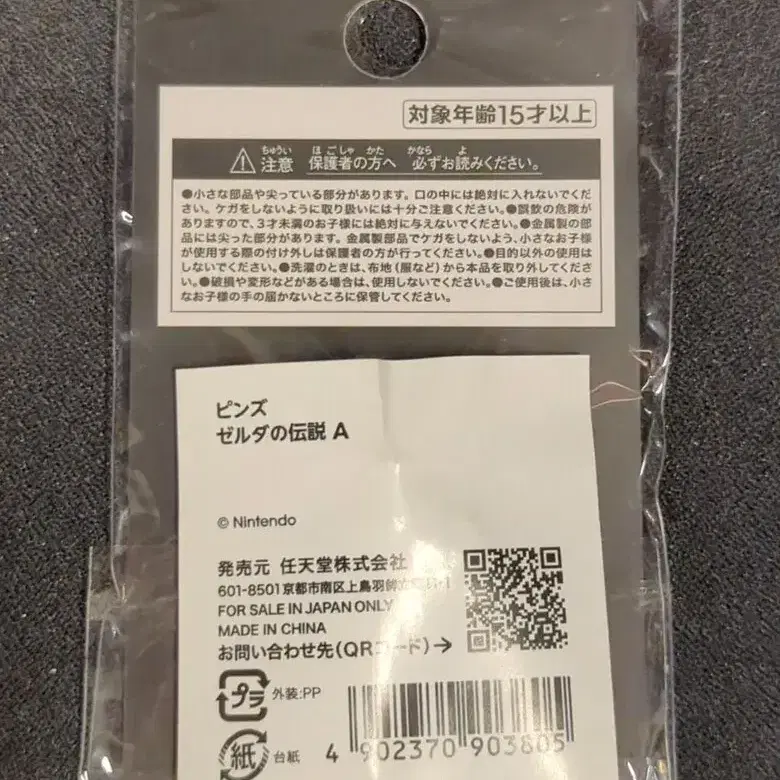 対象年齢15才以上
ちゅうい ほごしゃ かた かなら よ
注意 保護者の方へ 必ずお読みください。
●小さな部品や尖っている部分があります。口の中には絶対に入れないでくだ
さい。ケガをしないように取り扱いには十分ご注意ください。●誤飲の危険が
ありますので、3才未満のお子様には絶対に与えないでください。●金属製の部
品には尖った部分があります。金属製部品でケガをしないよう、小さなお子様
が使用する際の付け外しは保護者の方が行ってください。●目的以外の使用は
しないでください。●洗濯のときは、布地(服など)から本品を取り外してくださ
い。●破損や変形などがある場合は、使用しないでください。●ご使用後は、小さ
なお子様の手の届かないところに保管してください。
ピンズ
ゼルダの伝説 A
© Nintendo
発売元 任天堂株式会社
601-8501 京都市南区上鳥羽鉾立町11-1
FOR SALE IN JAPAN ONLY
MADE IN CHINA
お問い合わせ先(QRコード)→
プラ 外装:PP
紙 台紙
4 902370 903805